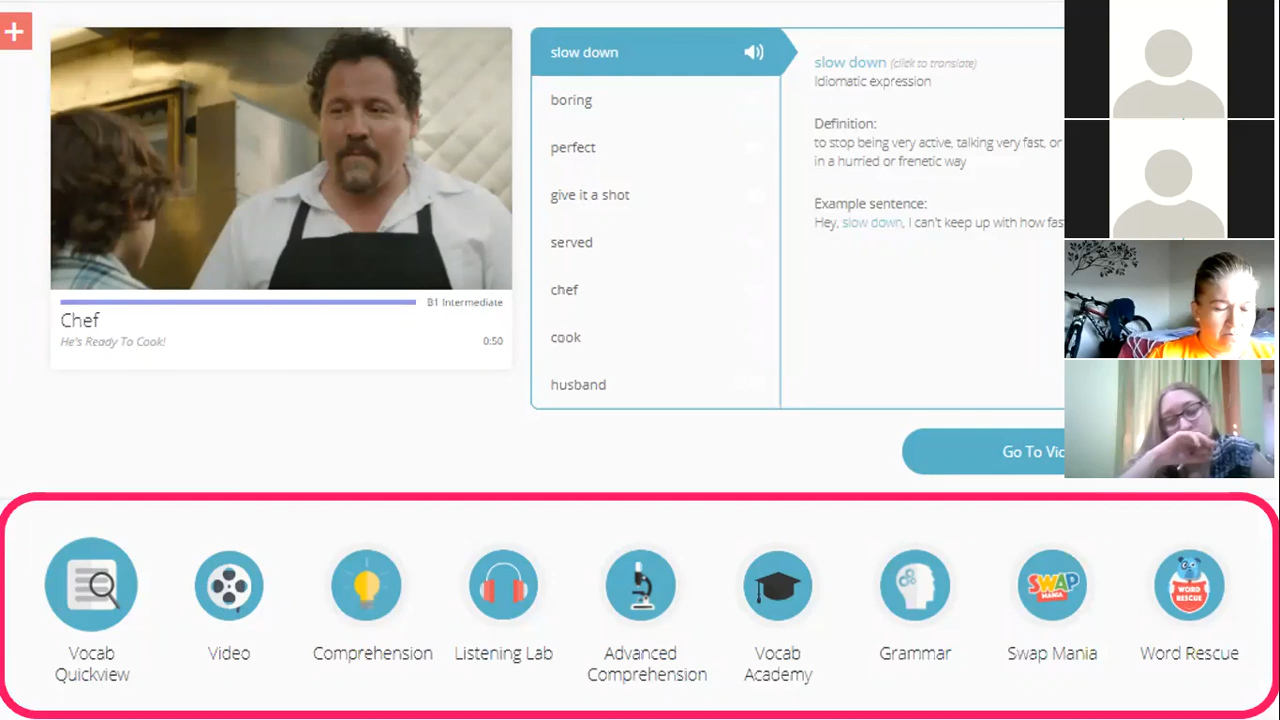 slow down
boring
perfect
give it a shot
served
chef
cook
husband
slow down (click to translate)
Idiomatic expression
Definition:
to stop being very active, talking very fast, or
in a hurried or frenetic way
Example sentence:
Hey, slow down, I can't keep up with how fas
B1 Intermediate
Chef
He's Ready To Cook!
0:50
Go To Vid
Vocab
Quickview
Video
Comprehension
Listening Lab
Advanced
Comprehension
Vocab
Academy
Grammar
SWAP
MANIA
Swap Mania
WORD
RESCUE
Word Rescue